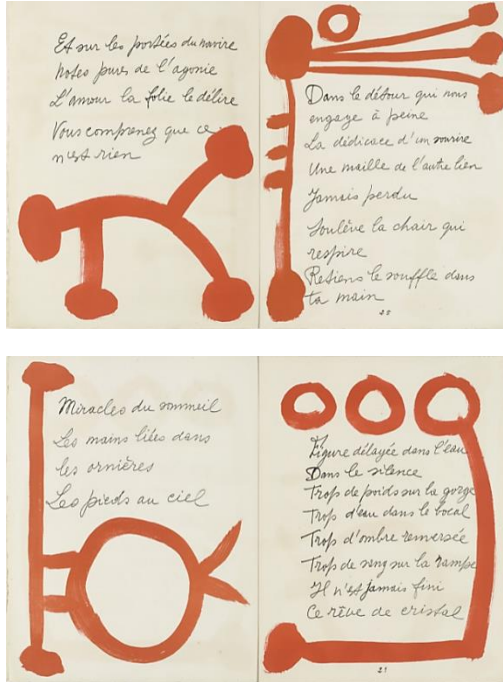 Et sur les portées du navire
Notes pures de l'agonie
L'amour la folie le délire
Vous comprenez que ce
n'est rien
Dans le détour qui nous
engage à peine
La dédicace d'un sourire
Une maille de l'autre lien
Jamais perdu
Soulève la chair qui
respire
Retiens le souffle dans
ta main
Miracles du sommeil
Les mains liées dans
les ornières
Les pieds au ciel
Figure délayée dans l'eau
Dans le silence
Trop de poids sur la gorge
Trop d'eau dans le bocal
Trop d'ombre renversée
Trop de sang sur la rampe
Il n'est jamais fini
Ce rêve de cristal
21